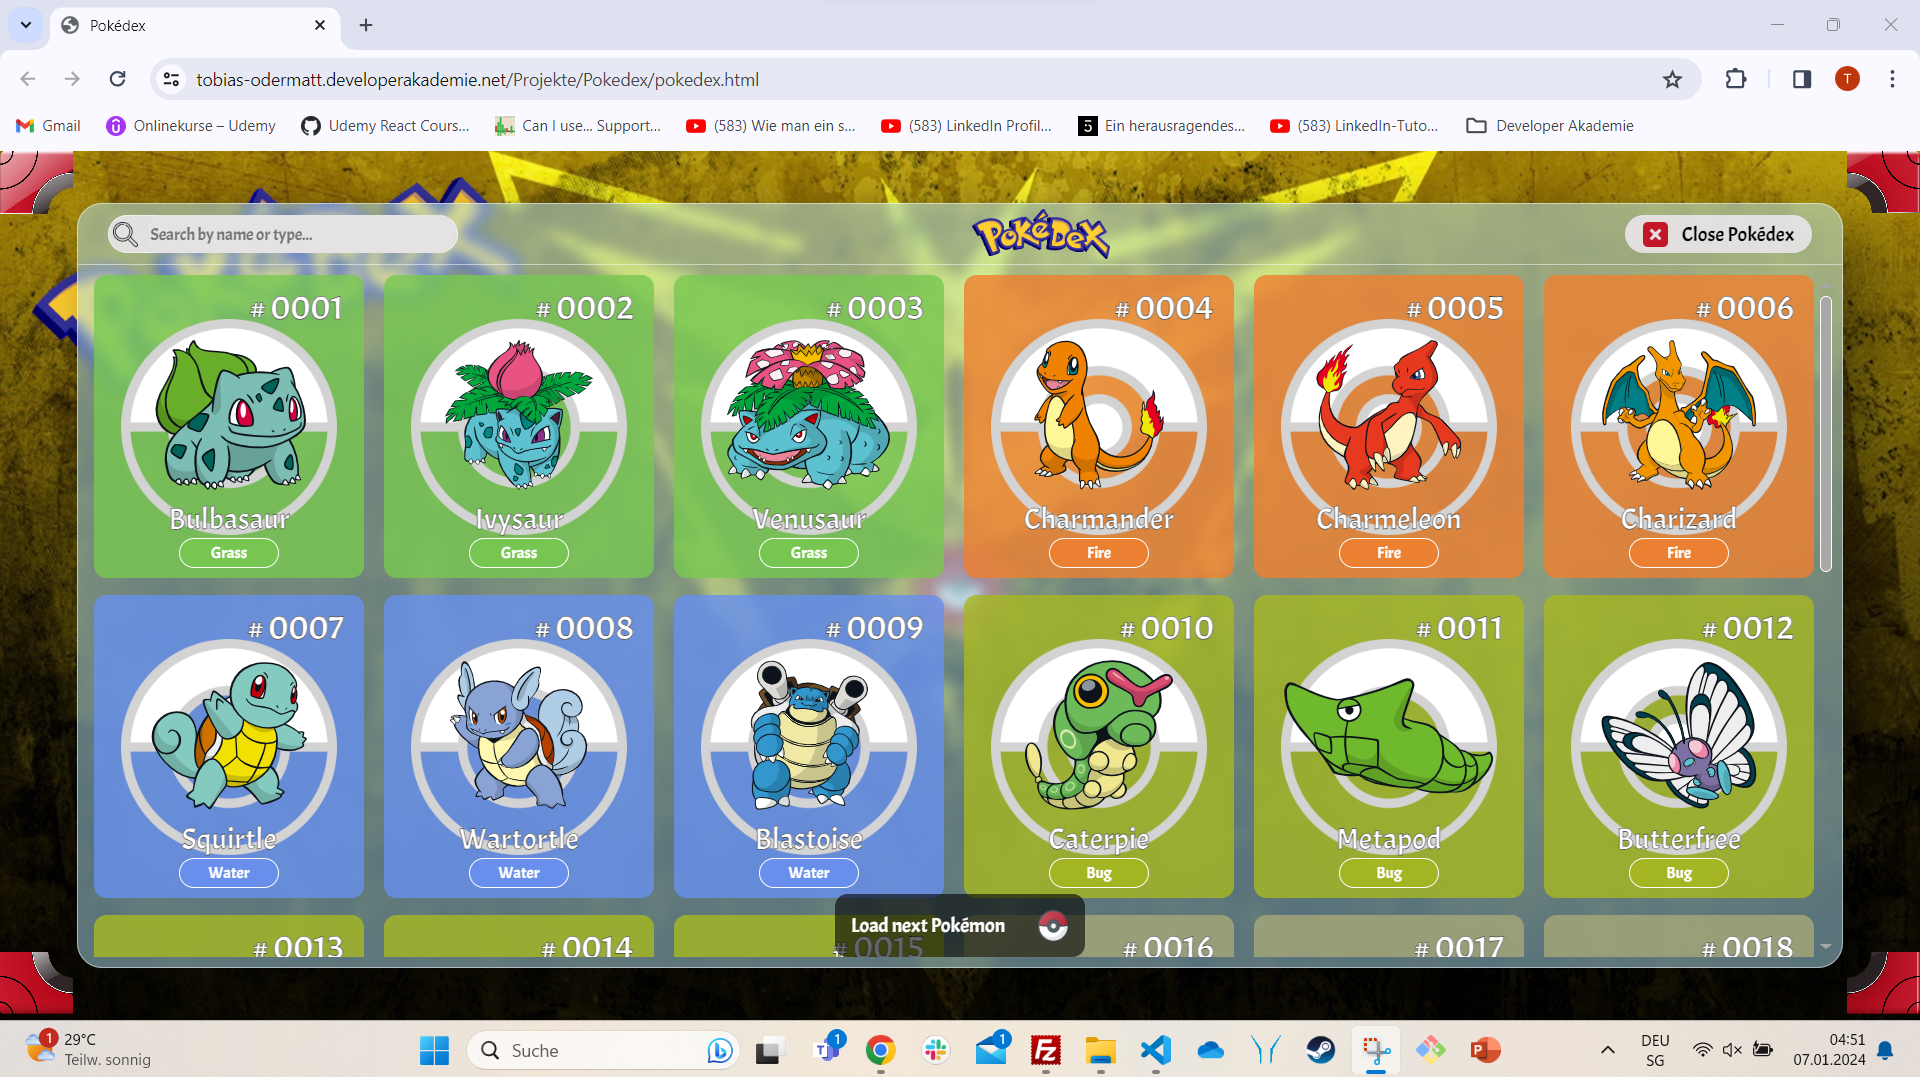 Pokédex
tobias-odermatt.developerakademie.net/Projekte/Pokedex/pokedex.html
T
Gmail
Onlinekurse – Udemy
Udemy React Cours...
Can I use... Support...
(583) Wie man ein s...
(583) LinkedIn Profil...
5
Ein herausragendes...
(583) LinkedIn-Tuto...
Developer Akademie
Search by name or type...
PokéDex
Close Pokédex
# 0001
# 0002
# 0003
# 0004
# 0005
# 0006
Bulbasaur
Ivysaur
Venusaur
Charmander
Charmeleon
Charizard
Grass
Grass
Grass
Fire
Fire
Fire
# 0007
# 0008
# 0009
# 0010
# 0011
# 0012
Squirtle
Wartortle
Blastoise
Caterpie
Metapod
Butterfree
Water
Water
Water
Bug
Bug
Bug
Load next Pokémon
# 0013
# 0014
# 0015
# 0016
# 0017
# 0018
1
29°C
Teilw. sonnig
Suche
1
1
DEU
SG
04:51
07.01.2024